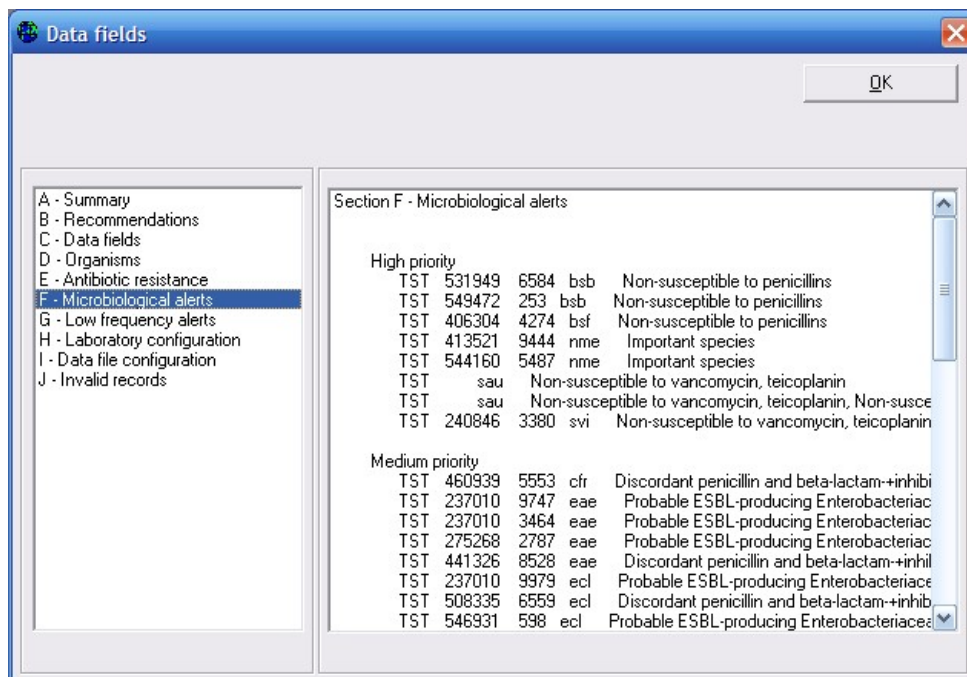 Data fields
OK
A - Summary
B - Recommendations
C - Data fields
D - Organisms
E - Antibiotic resistance
F - Microbiological alerts
G - Low frequency alerts
H - Laboratory configuration
I - Data file configuration
J - Invalid records
Section F - Microbiological alerts
High priority
TST 531949 6584 bsb Non-susceptible to penicillins
TST 549472 253 bsb Non-susceptible to penicillins
TST 406304 4274 bsf Non-susceptible to penicillins
TST 413521 9444 nme Important species
TST 544160 5487 nme Important species
TST sau Non-susceptible to vancomycin, teicoplanin
TST sau Non-susceptible to vancomycin, teicoplanin, Non-susce
TST 240846 3380 svi Non-susceptible to vancomycin, teicoplanin
Medium priority
TST 460939 5553 cfr Discordant penicillin and beta-lactam-+inhibi
TST 237010 9747 eae Probable ESBL-producing Enterobacteriac
TST 237010 3464 eae Probable ESBL-producing Enterobacteriac
TST 275268 2787 eae Probable ESBL-producing Enterobacteriac
TST 441326 8528 eae Discordant penicillin and beta-lactam-+inhil
TST 237010 9979 ecl Probable ESBL-producing Enterobacteriace
TST 508335 6559 ecl Discordant penicillin and beta-lactam-+inhib
TST 546931 598 ecl Probable ESBL-producing Enterobacteriacea